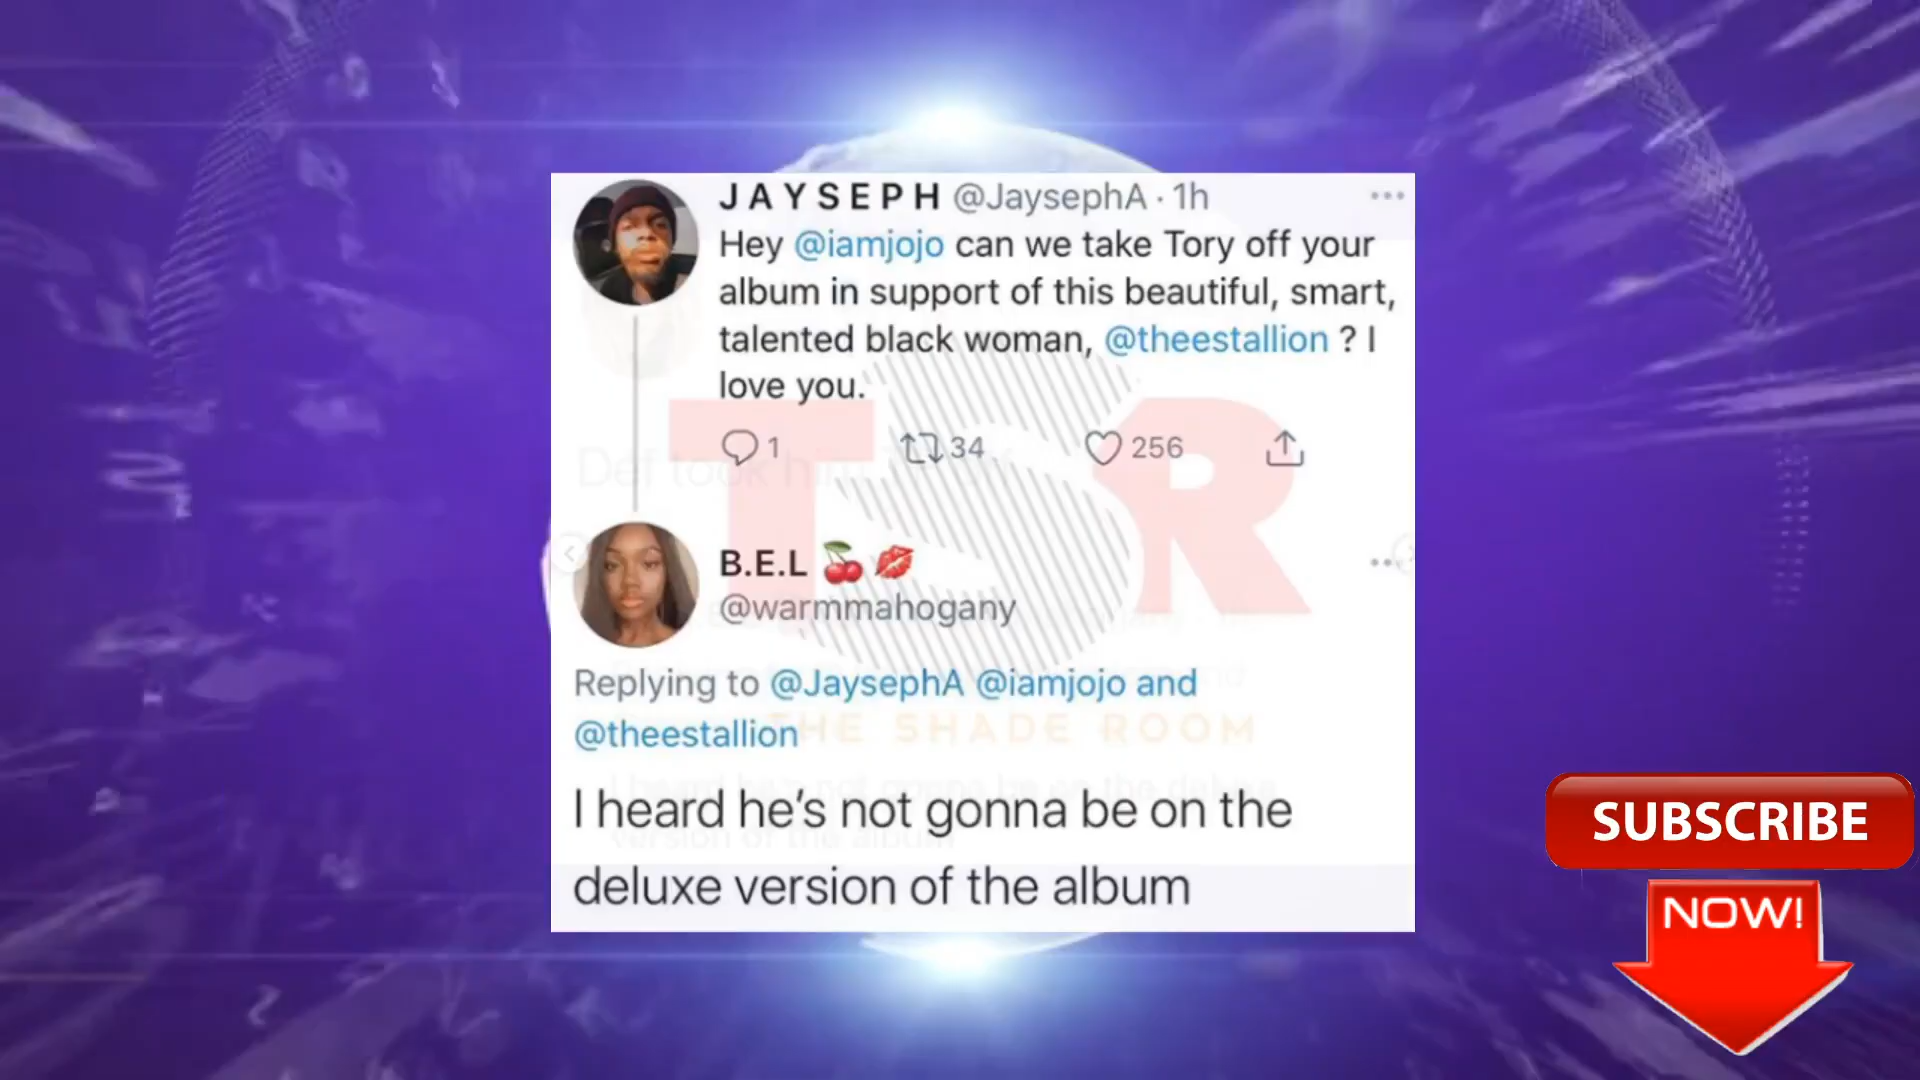 J A Y S E P H @JaysephA · 1h
Hey @iamjojo can we take Tory off your
album in support of this beautiful, smart,
talented black woman, @theestallion ? I
love you.
1 34 256
B.E.L 🍒💋
@warmmahogany
Replying to @JaysephA @iamjojo and
@theestallion
I heard he's not gonna be on the
deluxe version of the album
TSR
THE SHADE ROOM
SUBSCRIBE
NOW!